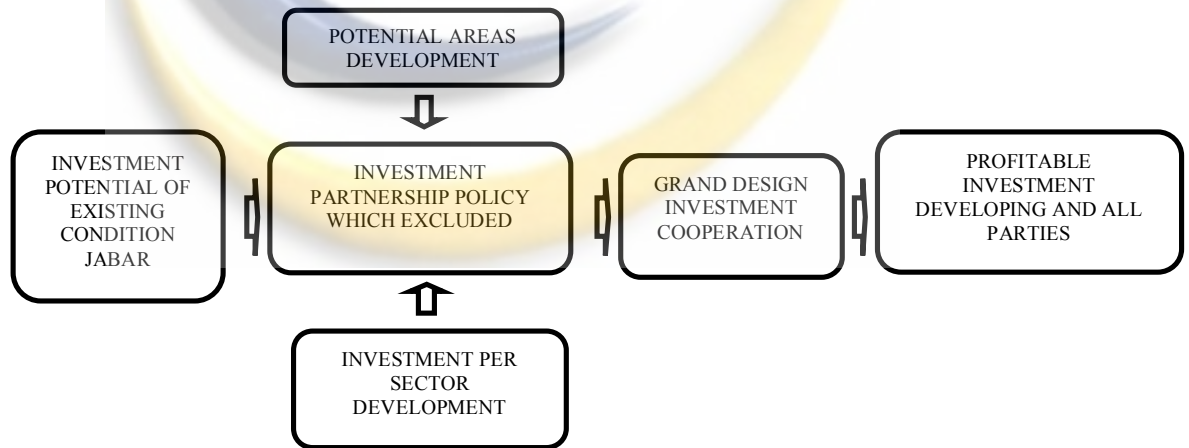 POTENTIAL AREAS
DEVELOPMENT
INVESTMENT
POTENTIAL OF
EXISTING
CONDITION
JABAR
INVESTMENT
PARTNERSHIP POLICY
WHICH EXCLUDED
GRAND DESIGN
INVESTMENT
COOPERATION
PROFITABLE
INVESTMENT
DEVELOPING AND ALL
PARTIES
INVESTMENT PER
SECTOR
DEVELOPMENT